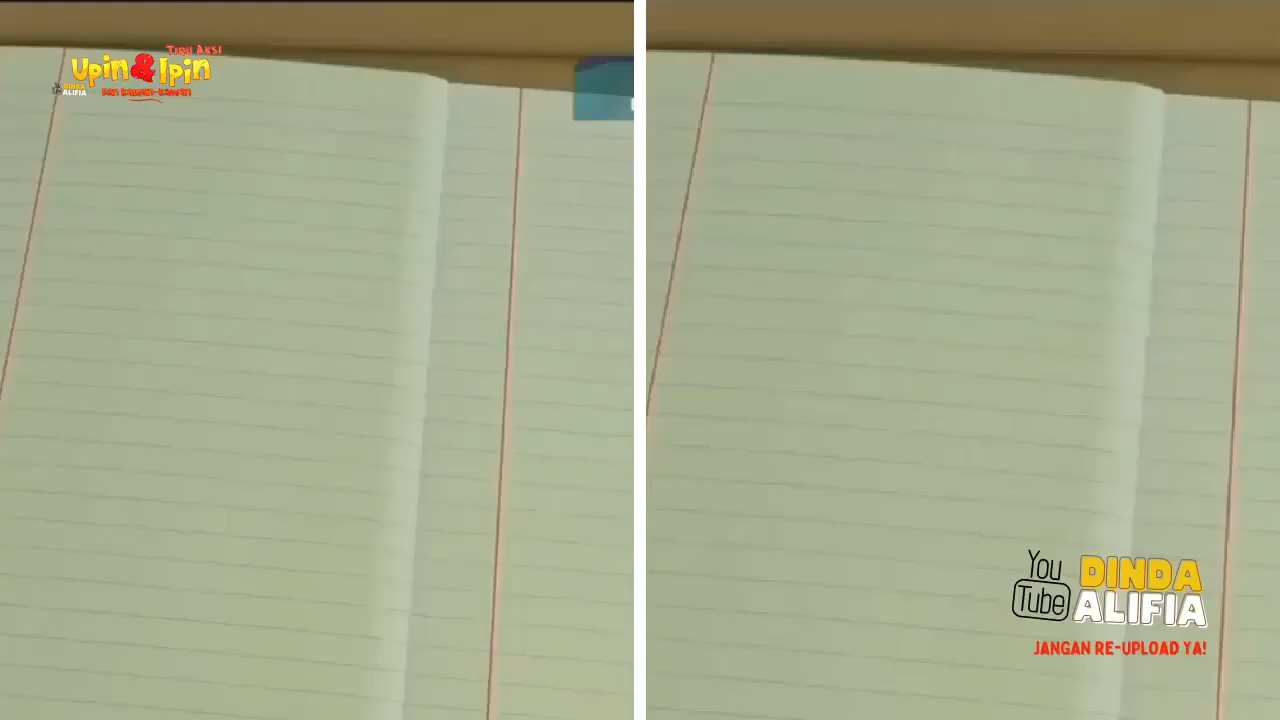 TIRU AKSI
Upin & Ipin
DAN KAWAN-KAWAN
DINDA
ALIFIA
You
Tube
DINDA
ALIFIA
JANGAN RE-UPLOAD YA!